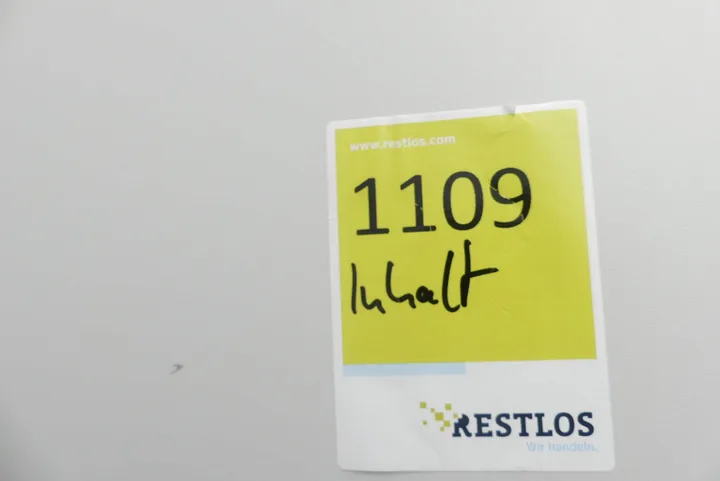 www.restlos.com
1109
Inhalt
RESTLOS
Wir handeln.